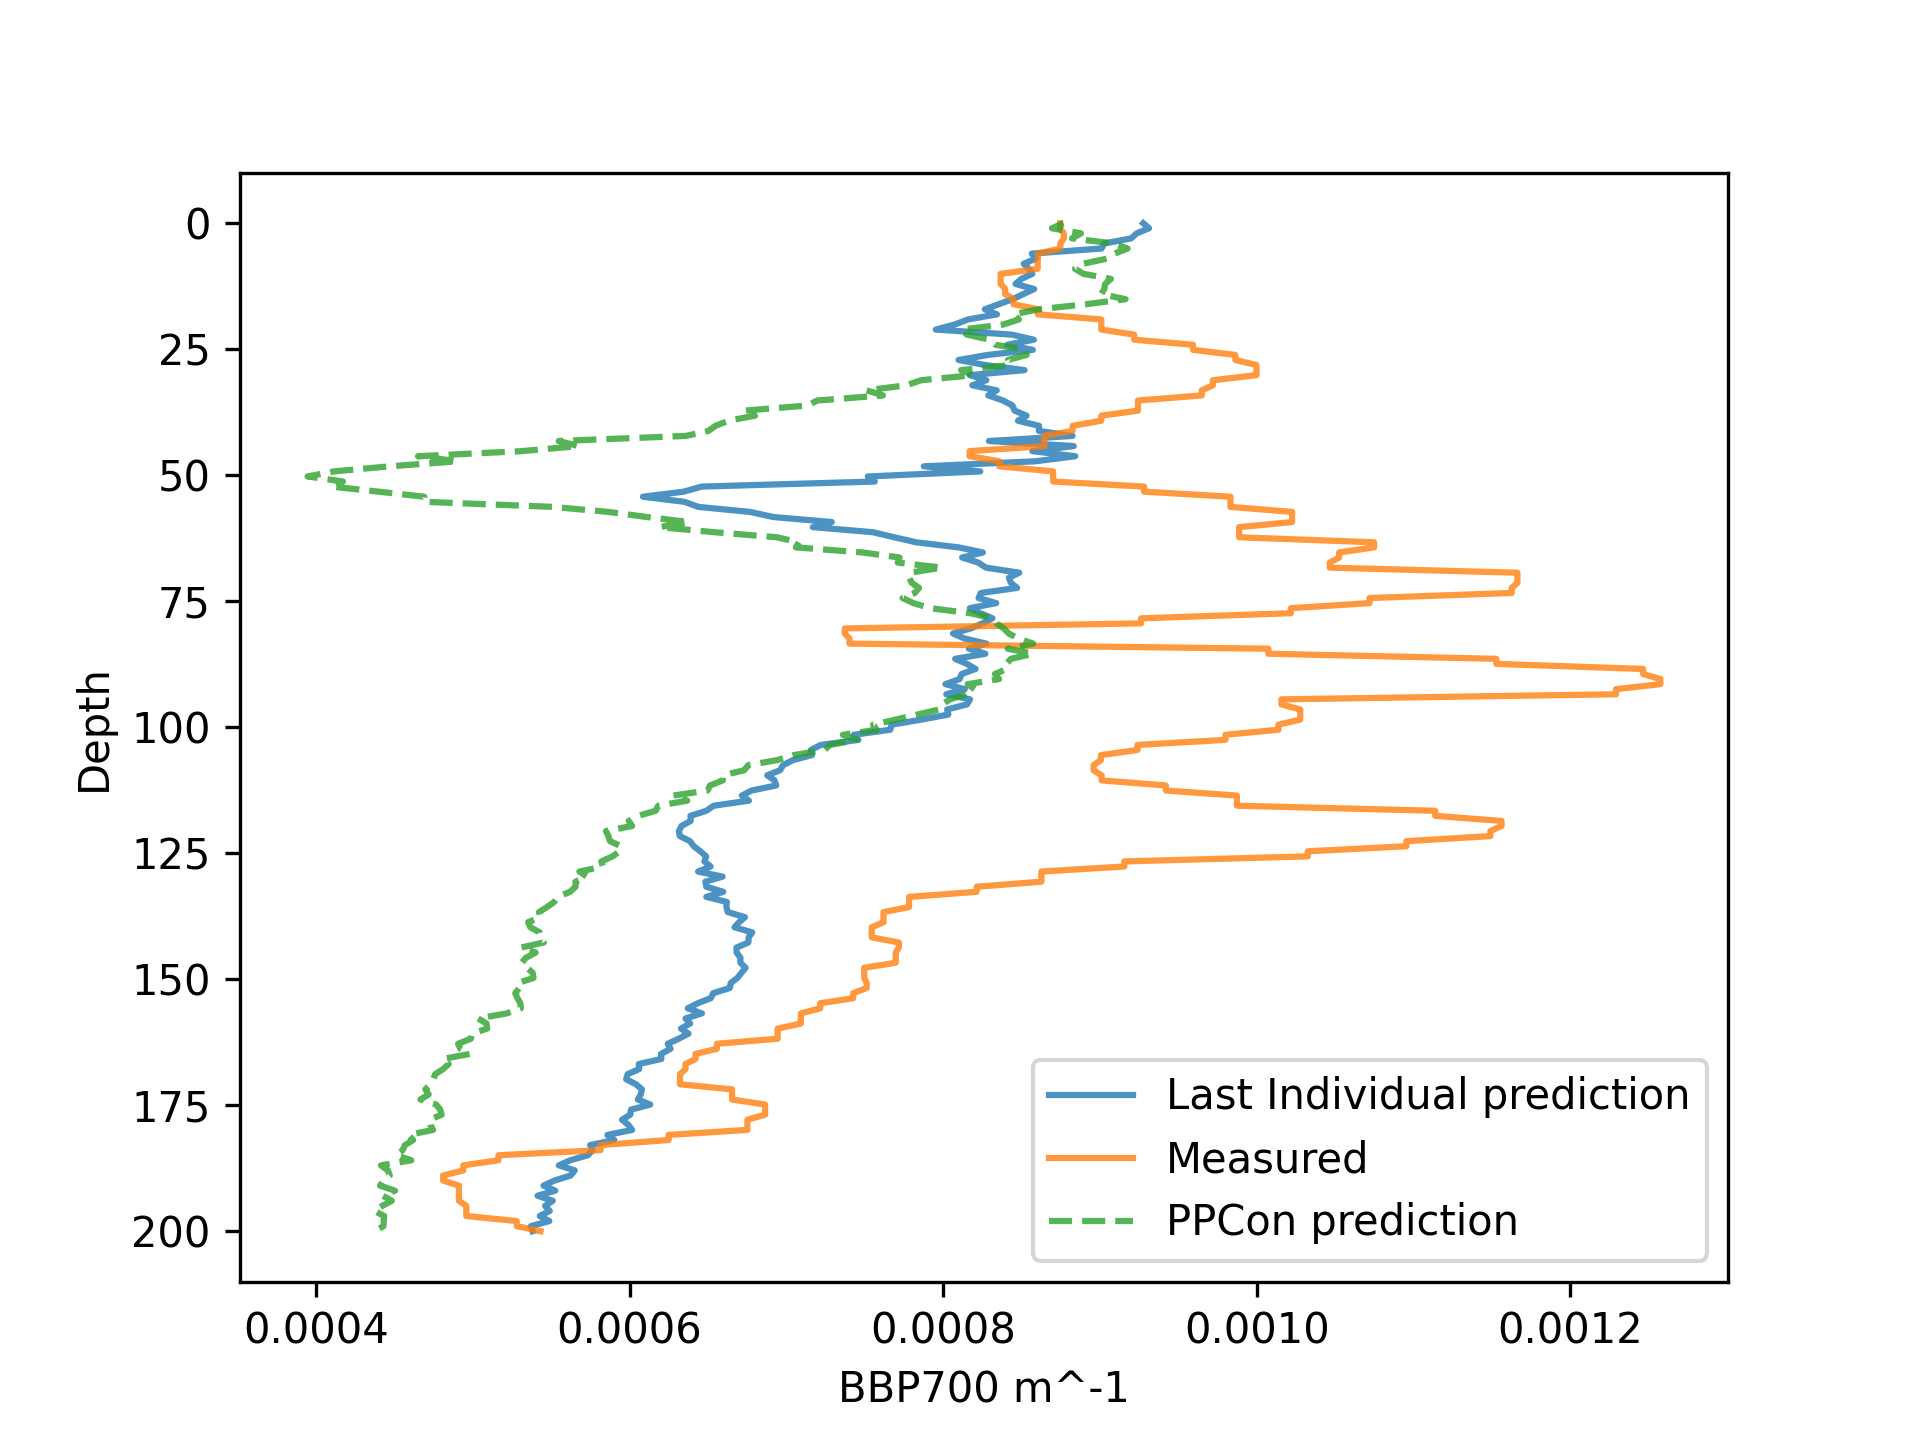 0
25
50
75
100
125
150
175
200
Depth
0.0004 0.0006 0.0008 0.0010 0.0012
BBP700 m^-1
Last Individual prediction
Measured
PPCon prediction